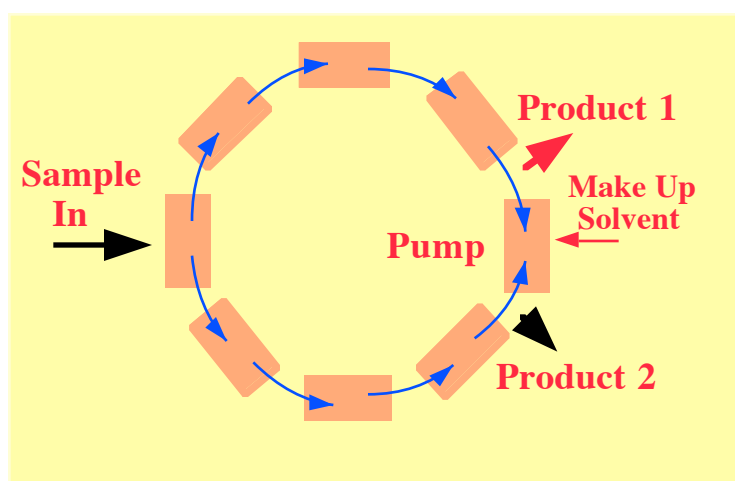 Product 1
Sample
In
Make Up
Solvent
Pump
Product 2